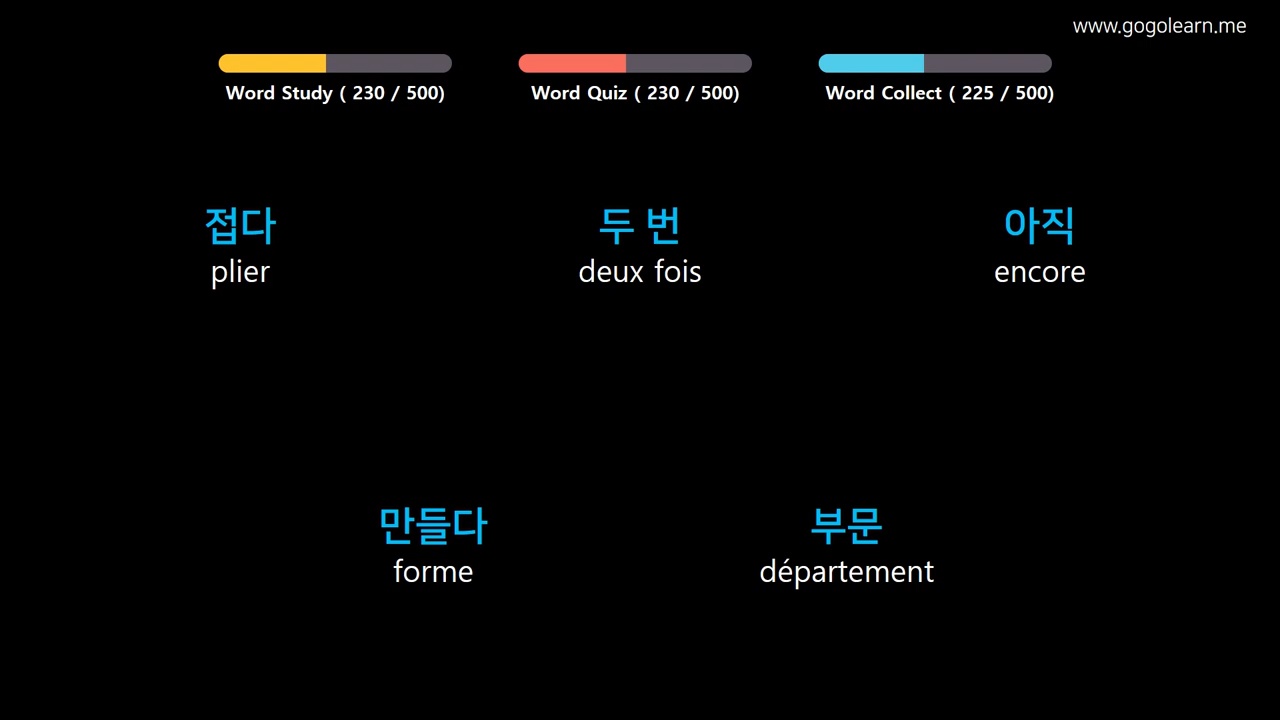 www.gogolearn.me
Word Study ( 230 / 500)
Word Quiz ( 230 / 500)
Word Collect ( 225 / 500)
접다
plier
두 번
deux fois
아직
encore
만들다
forme
부문
département